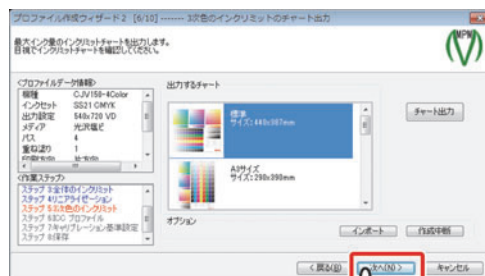 プロファイル作成ウィザード2 [6/10] ------- 3次色のインクリミットのチャート出力
最大インク量のインクリミットチャートを出力します。
目視でインクリミットチャートを確認してください。
MPM
<プロファイルデータ情報>
機種 CJV150-4Color
インクセット SS21 CMYK
出力設定 540x720 VD
メディア 光沢塩ビ
パス 4
重ね塗り 1
<作業ステップ>
ステップ 3:全体のインクリミット
ステップ 4:リニアライゼーション
ステップ 5:3次色のインクリミット
ステップ 6:ICC プロファイル
ステップ 7:キャリブレーション基準設定
ステップ 8:保存
出力するチャート
標準
サイズ:440x307mm
A3サイズ
サイズ:290x390mm
チャート出力
オプション
インポート
作成中断
< 戻る(B)
次へ(N) >
キャンセル